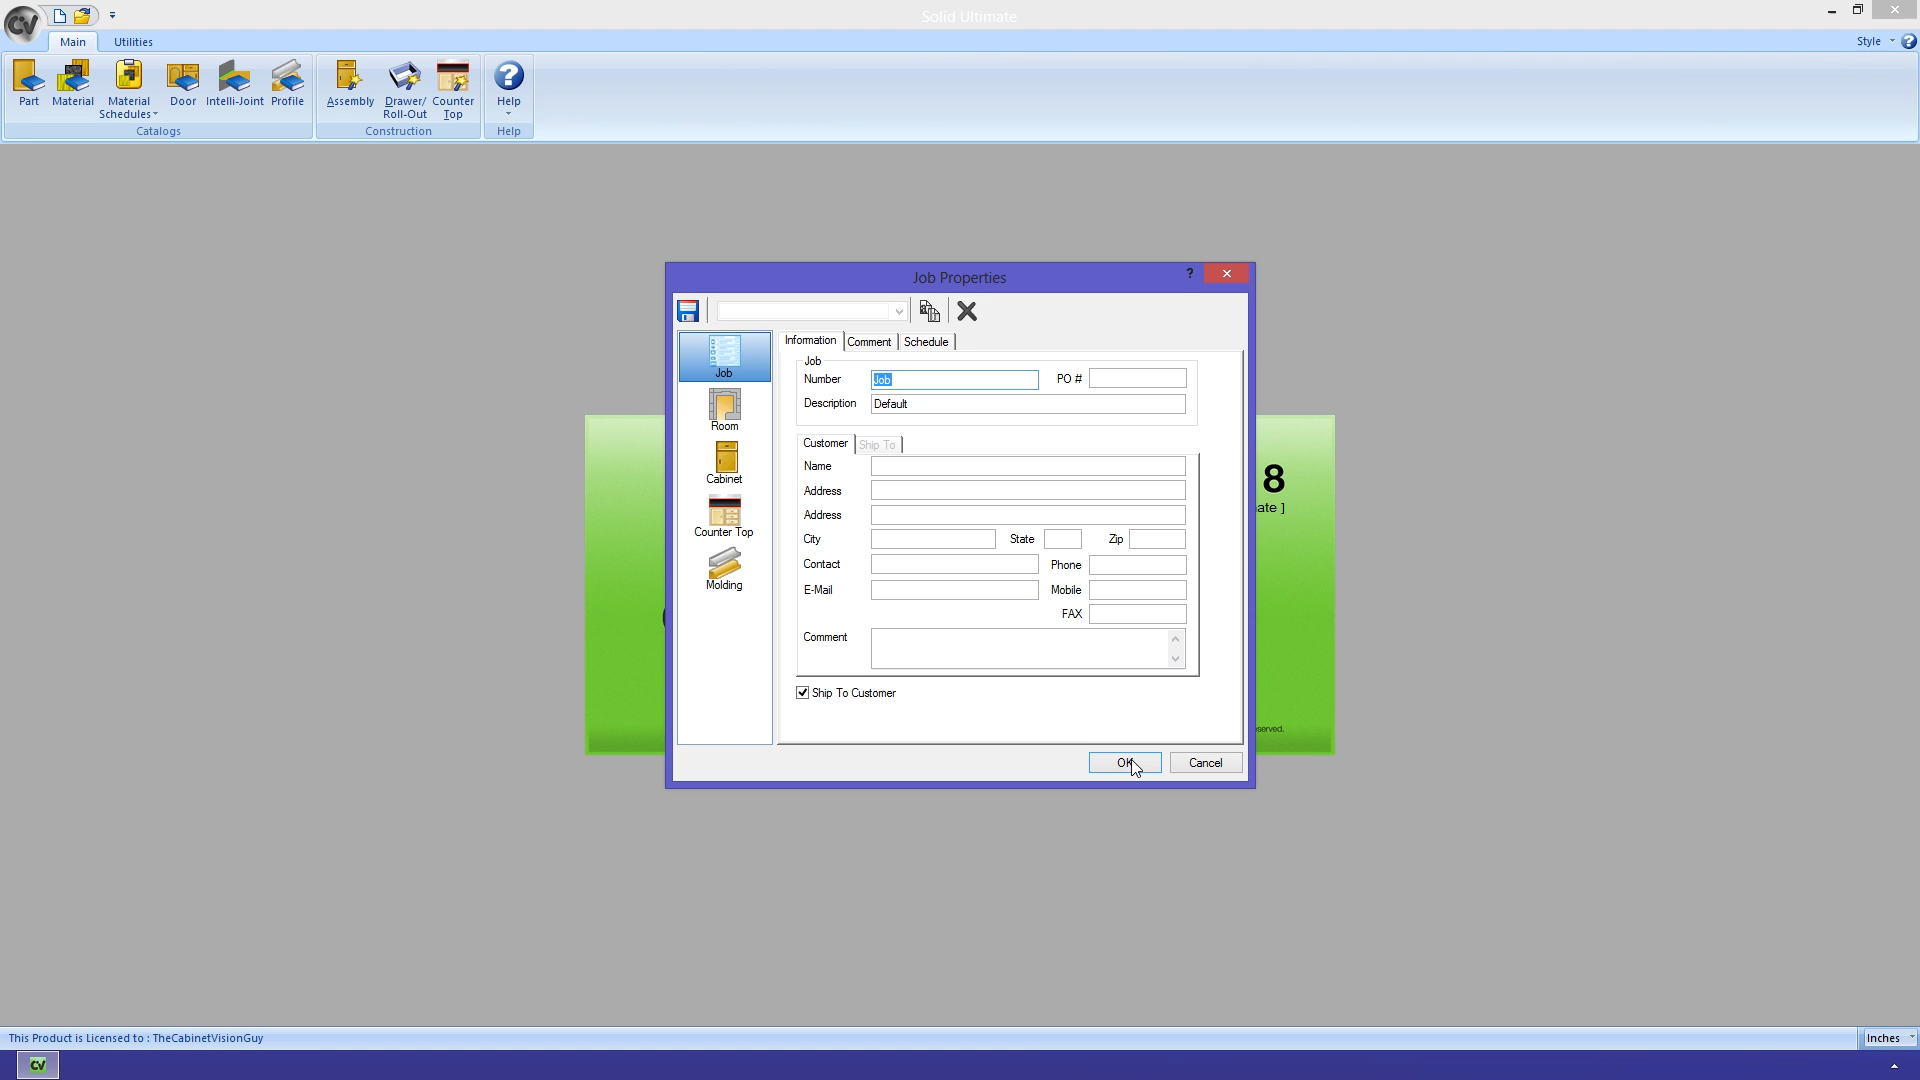 Solid Ultimate
Main Utilities Style
Part Material Material Schedules Door Intelli-Joint Profile
Assembly Drawer/ Roll-Out Counter Top Help
Catalogs Construction Help
Job Properties
Job
Room
Cabinet
Counter Top
Molding
Information Comment Schedule
Job
Number Job PO #
Description Default
Customer Ship To
Name
Address
Address
City State Zip
Contact Phone
E-Mail Mobile
FAX
Comment
Ship To Customer
OK Cancel
8
ate ]
served.
This Product is Licensed to : TheCabinetVisionGuy Inches
CV